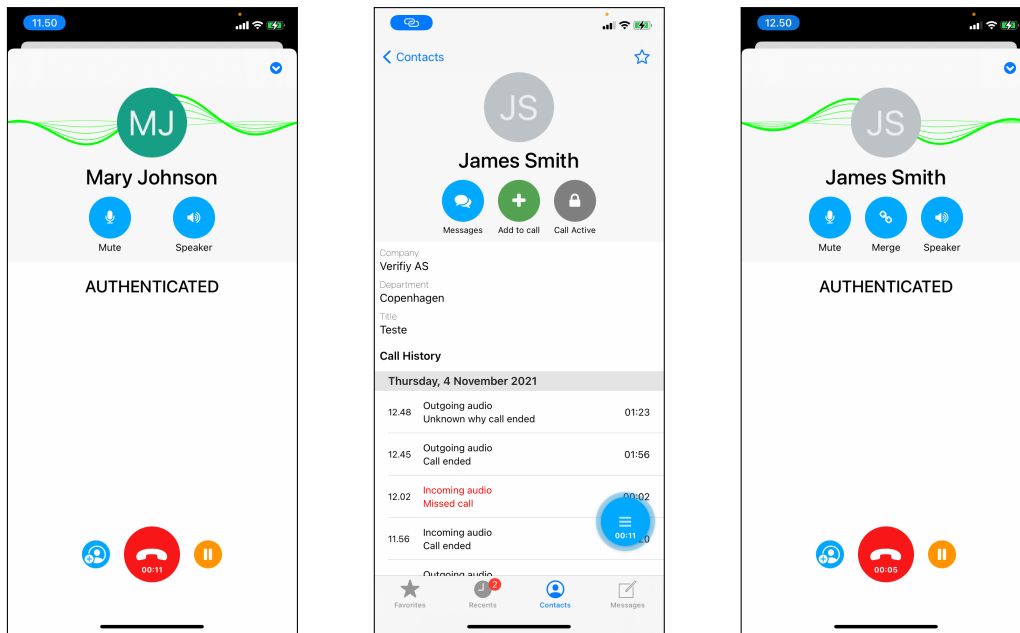 11.50
MJ
Mary Johnson
Mute
Speaker
AUTHENTICATED
00:11
Contacts
JS
James Smith
Messages
Add to call
Call Active
Company
Verifiy AS
Department
Copenhagen
Title
Teste
Call History
Thursday, 4 November 2021
12.48
Outgoing audio
Unknown why call ended
01:23
12.45
Outgoing audio
Call ended
01:56
12.02
Incoming audio
Missed call
00:02
11.56
Incoming audio
Call ended
00:11
Outgoing audio
Favorites
2
Recents
Contacts
Messages
12.50
JS
James Smith
Mute
Merge
Speaker
AUTHENTICATED
00:05